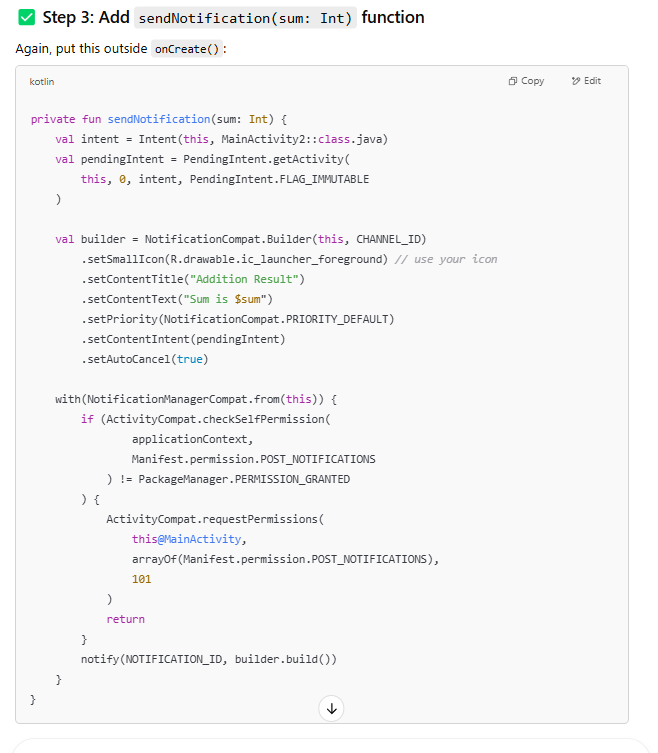 ✅ Step 3: Add sendNotification(sum: Int) function
Again, put this outside onCreate():
kotlin
Copy
Edit
private fun sendNotification(sum: Int) {
    val intent = Intent(this, MainActivity2::class.java)
    val pendingIntent = PendingIntent.getActivity(
        this, 0, intent, PendingIntent.FLAG_IMMUTABLE
    )
    val builder = NotificationCompat.Builder(this, CHANNEL_ID)
        .setSmallIcon(R.drawable.ic_launcher_foreground) // use your icon
        .setContentTitle("Addition Result")
        .setContentText("Sum is $sum")
        .setPriority(NotificationCompat.PRIORITY_DEFAULT)
        .setContentIntent(pendingIntent)
        .setAutoCancel(true)
    with(NotificationManagerCompat.from(this)) {
        if (ActivityCompat.checkSelfPermission(
                applicationContext,
                Manifest.permission.POST_NOTIFICATIONS
            ) != PackageManager.PERMISSION_GRANTED
        ) {
            ActivityCompat.requestPermissions(
                this@MainActivity,
                arrayOf(Manifest.permission.POST_NOTIFICATIONS),
                101
            )
            return
        }
        notify(NOTIFICATION_ID, builder.build())
    }
}